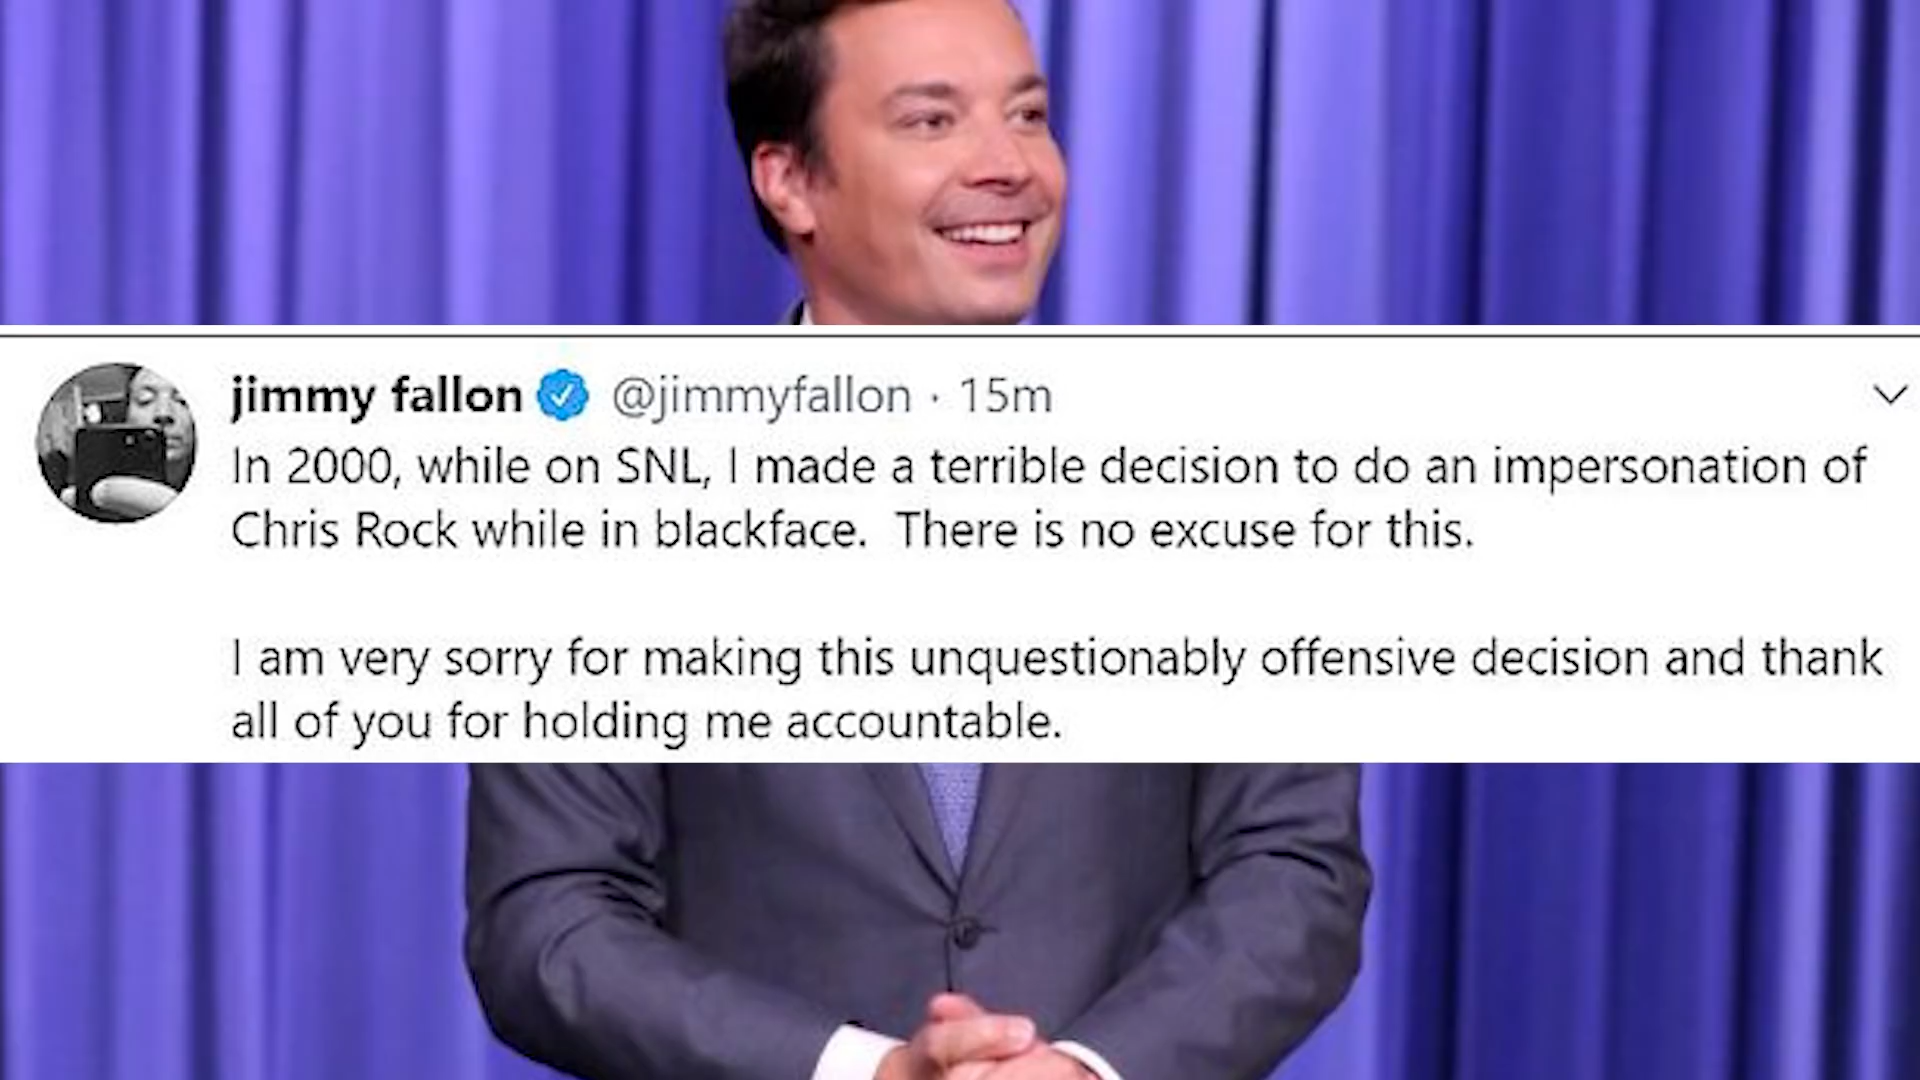 jimmy fallon @jimmyfallon · 15m
In 2000, while on SNL, I made a terrible decision to do an impersonation of
Chris Rock while in blackface.  There is no excuse for this.
I am very sorry for making this unquestionably offensive decision and thank
all of you for holding me accountable.